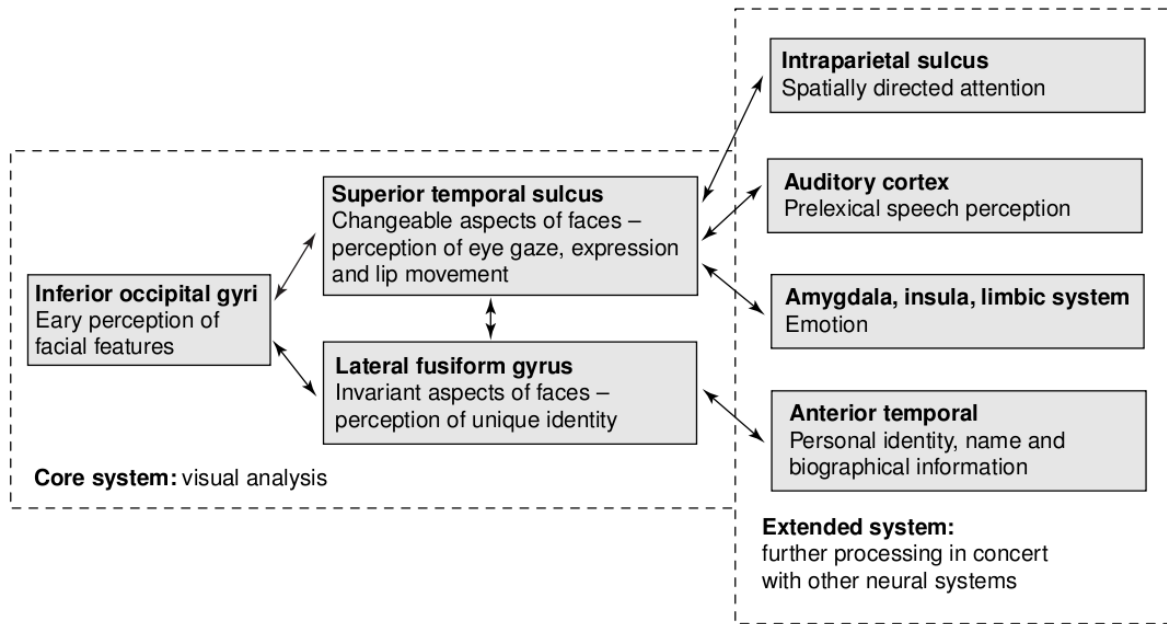 Intraparietal sulcus
Spatially directed attention
Superior temporal sulcus
Changeable aspects of faces –
perception of eye gaze, expression
and lip movement
Auditory cortex
Prelexical speech perception
Inferior occipital gyri
Eary perception of
facial features
Amygdala, insula, limbic system
Emotion
Lateral fusiform gyrus
Invariant aspects of faces –
perception of unique identity
Anterior temporal
Personal identity, name and
biographical information
Core system: visual analysis
Extended system:
further processing in concert
with other neural systems